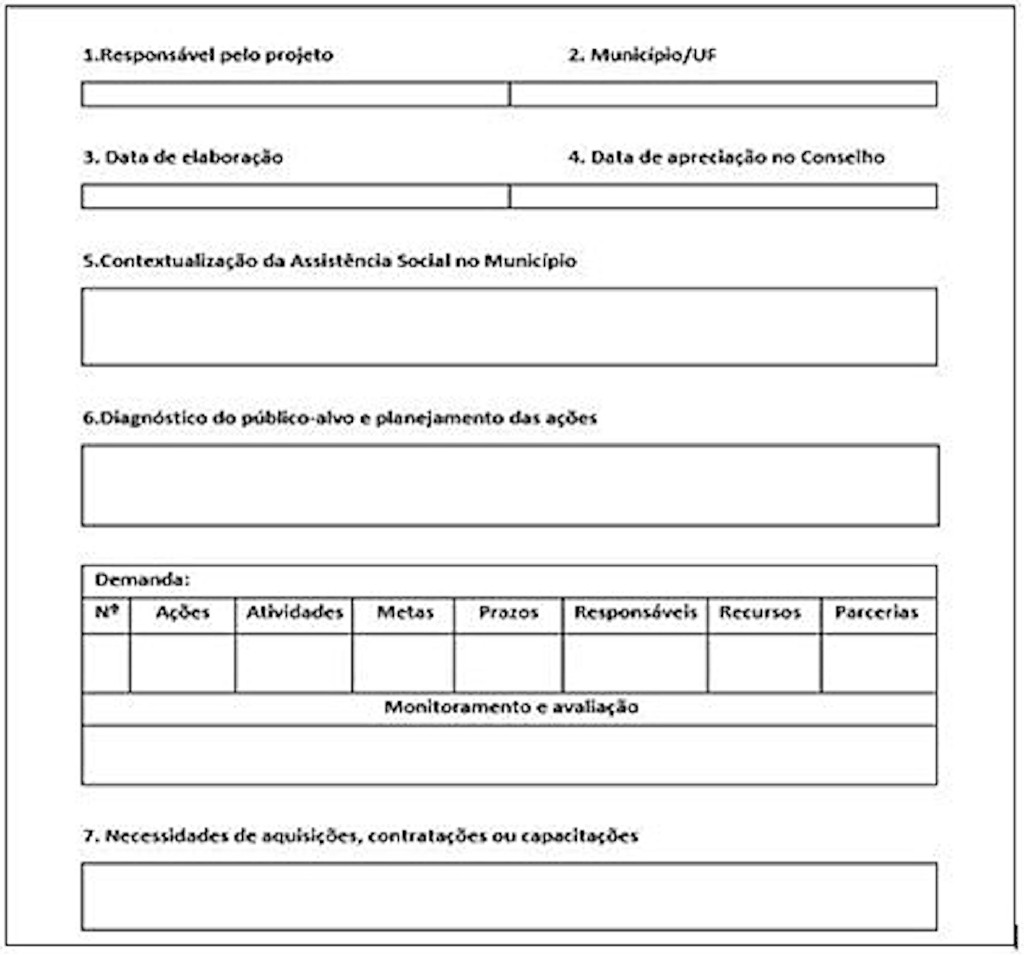 1.Responsável pelo projeto 2. Município/UF
3. Data de elaboração 4. Data de apreciação no Conselho
5.Contextualização da Assistência Social no Município
6.Diagnóstico do público-alvo e planejamento das ações
Demanda:
Nº Ações Atividades Metas Prazos Responsáveis Recursos Parcerias
Monitoramento e avaliação
7. Necessidades de aquisições, contratações ou capacitações